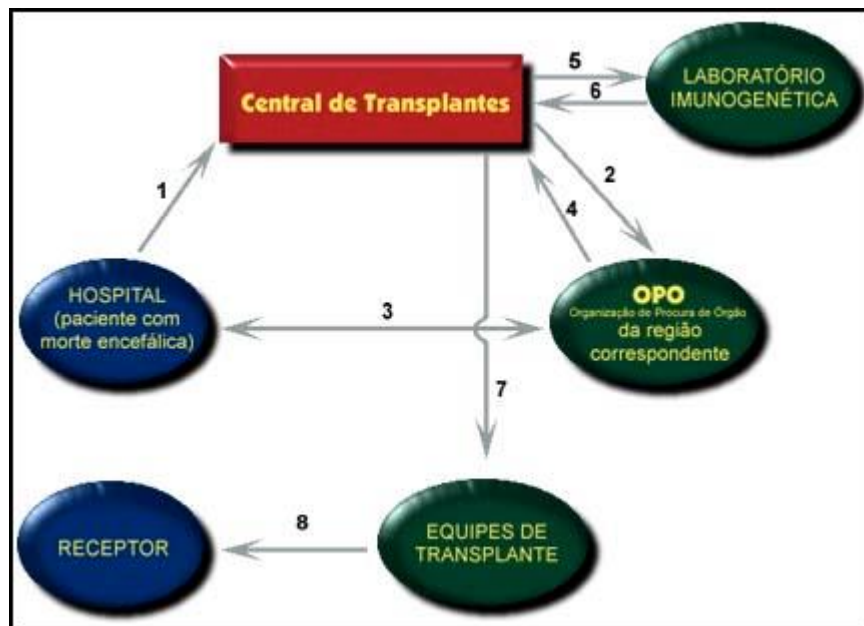 Central de Transplantes
5
6
LABORATÓRIO
IMUNOGENÉTICA
1
2
4
HOSPITAL
(paciente com
morte encefálica)
3
OPO
Organização de Procura de Órgão
da região
correspondente
7
RECEPTOR
8
EQUIPES DE
TRANSPLANTE